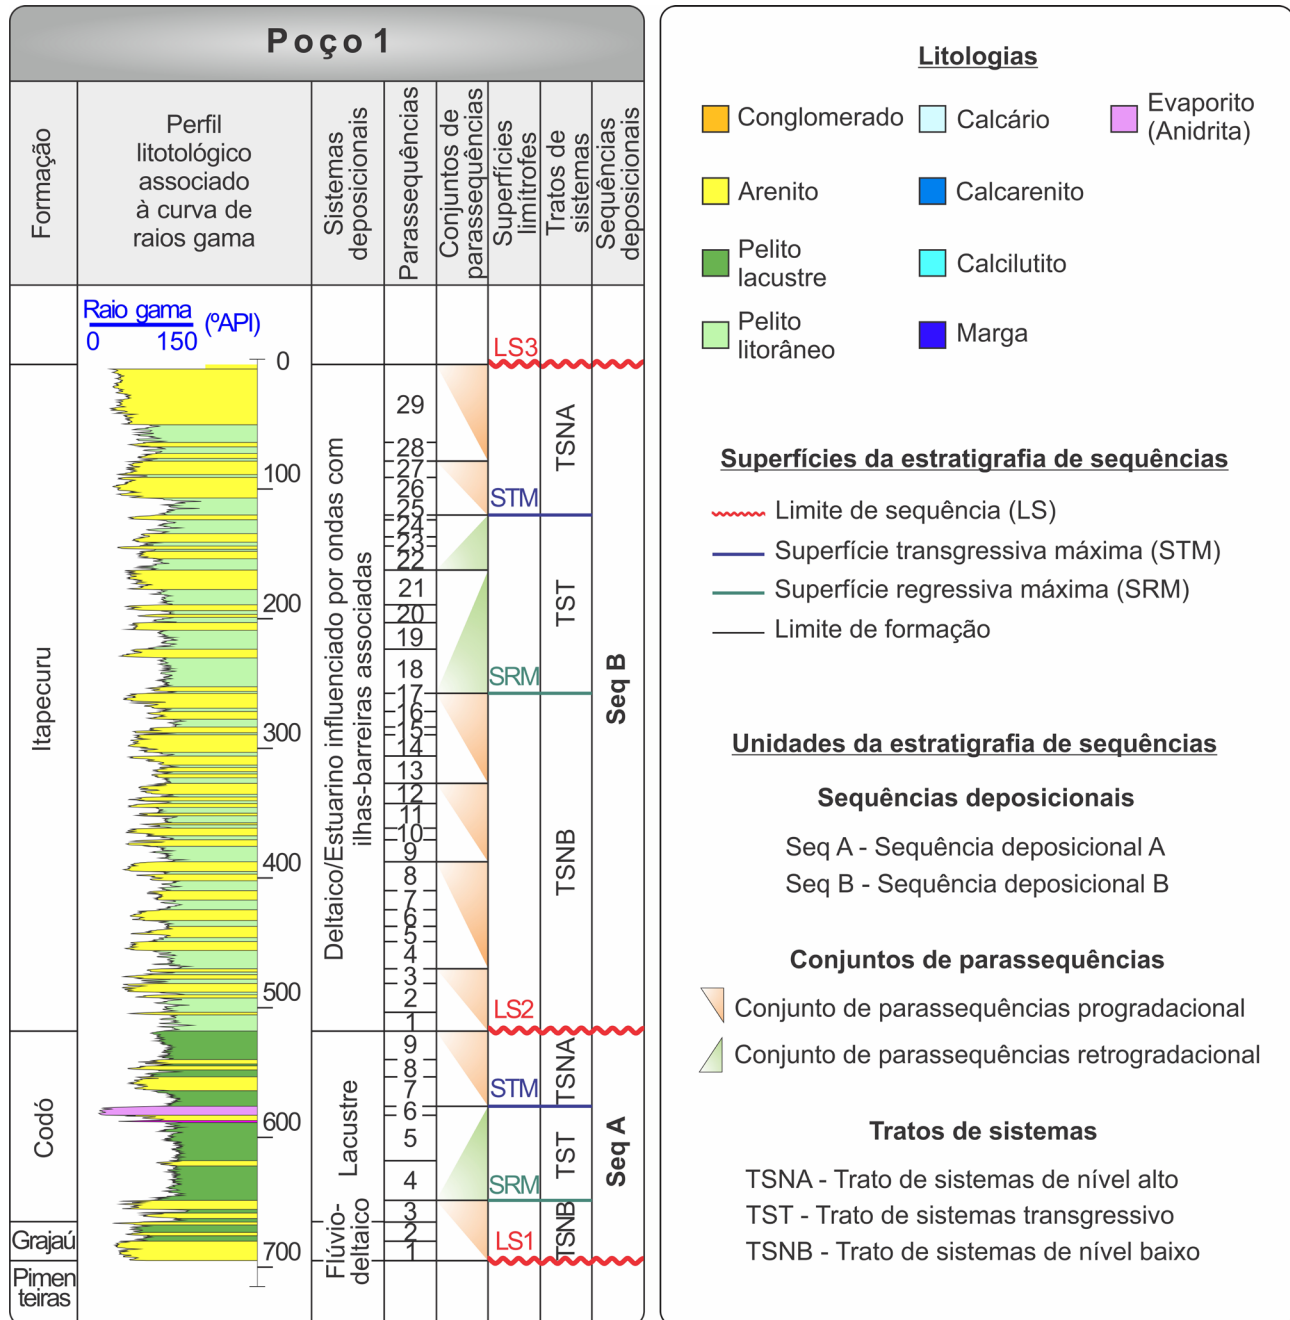 Poço 1
Formação
Perfil
litotológico
associado
à curva de
raios gama
Sistemas
deposicionais
Parassequências
Conjuntos de
parassequências
Superfícies
limítrofes
Tratos de
sistemas
Sequências
deposicionais
Raio gama (ºAPI)
0 150
0
100
200
300
400
500
600
700
Itapecuru
Codó
Grajaú
Pimen
teiras
Deltaico/Estuarino influenciado por ondas com
ilhas-barreiras associadas
Lacustre
Flúvio-
deltaico
29
28
27
26
25
24
23
22
21
20
19
18
17
16
15
14
13
12
11
10
9
8
7
6
5
4
3
2
1
9
8
7
6
5
4
3
2
1
LS3
STM
SRM
LS2
STM
SRM
LS1
TSNA
TST
TSNB
TSNA
TST
TSNB
Seq B
Seq A
Litologias
Conglomerado
Calcário
Evaporito
(Anidrita)
Arenito
Calcarenito
Pelito
lacustre
Calcilutito
Pelito
litorâneo
Marga
Superfícies da estratigrafia de sequências
Limite de sequência (LS)
Superfície transgressiva máxima (STM)
Superfície regressiva máxima (SRM)
Limite de formação
Unidades da estratigrafia de sequências
Sequências deposicionais
Seq A - Sequência deposicional A
Seq B - Sequência deposicional B
Conjuntos de parassequências
Conjunto de parassequências progradacional
Conjunto de parassequências retrogradacional
Tratos de sistemas
TSNA - Trato de sistemas de nível alto
TST - Trato de sistemas transgressivo
TSNB - Trato de sistemas de nível baixo